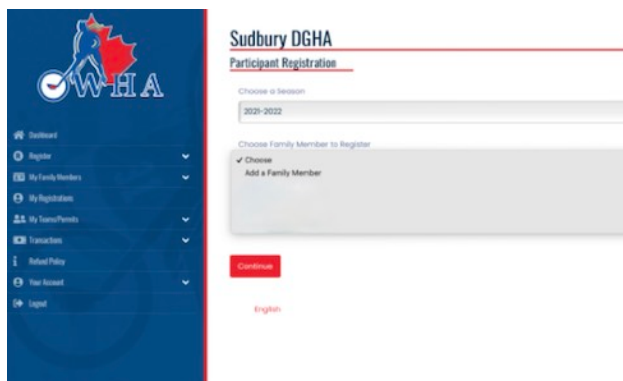 OWHA
Dashboard
Register
My Family Members
My Registrations
My Teams/Permits
Transactions
Refund Policy
Your Account
Logout
Sudbury DGHA
Participant Registration
Choose a Season
2021-2022
Choose Family Member to Register
✓ Choose
Add a Family Member
Continue
English